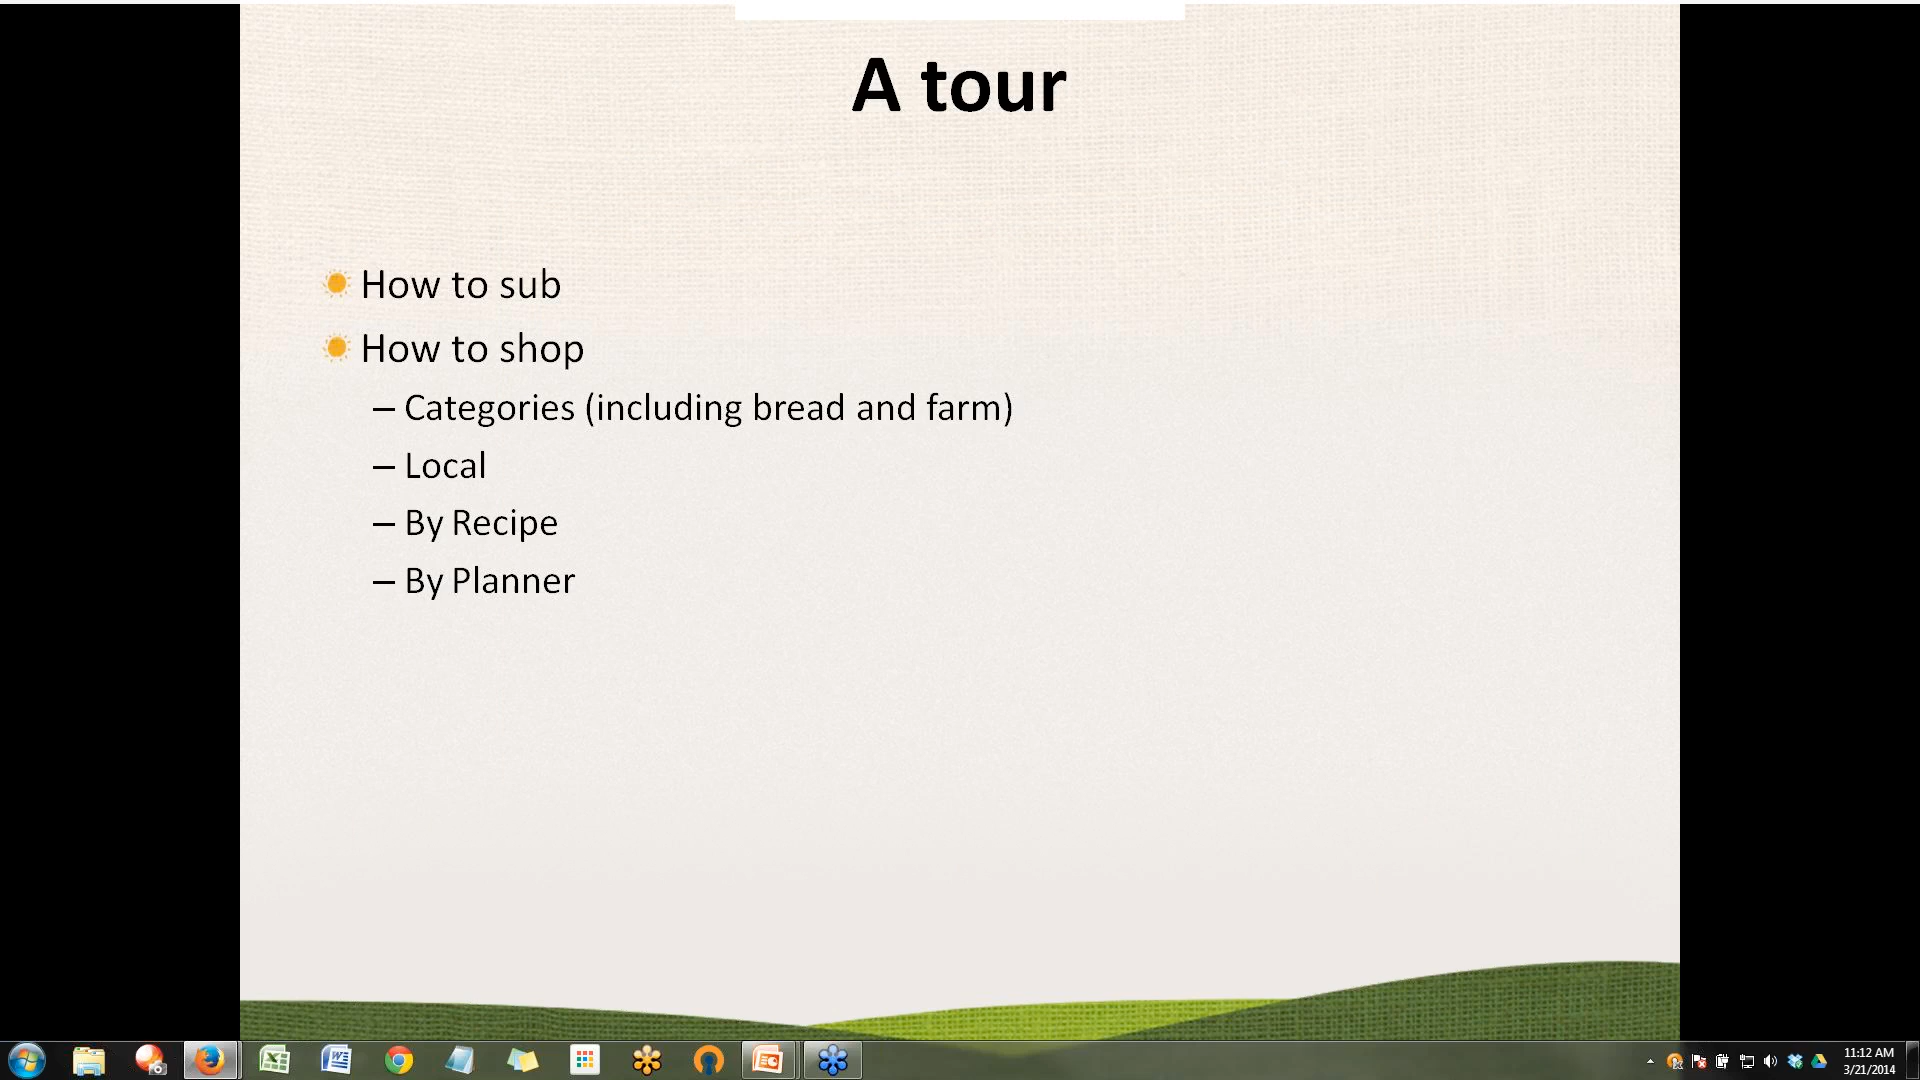 A tour
How to sub
How to shop
– Categories (including bread and farm)
– Local
– By Recipe
– By Planner
11:12 AM
3/21/2014